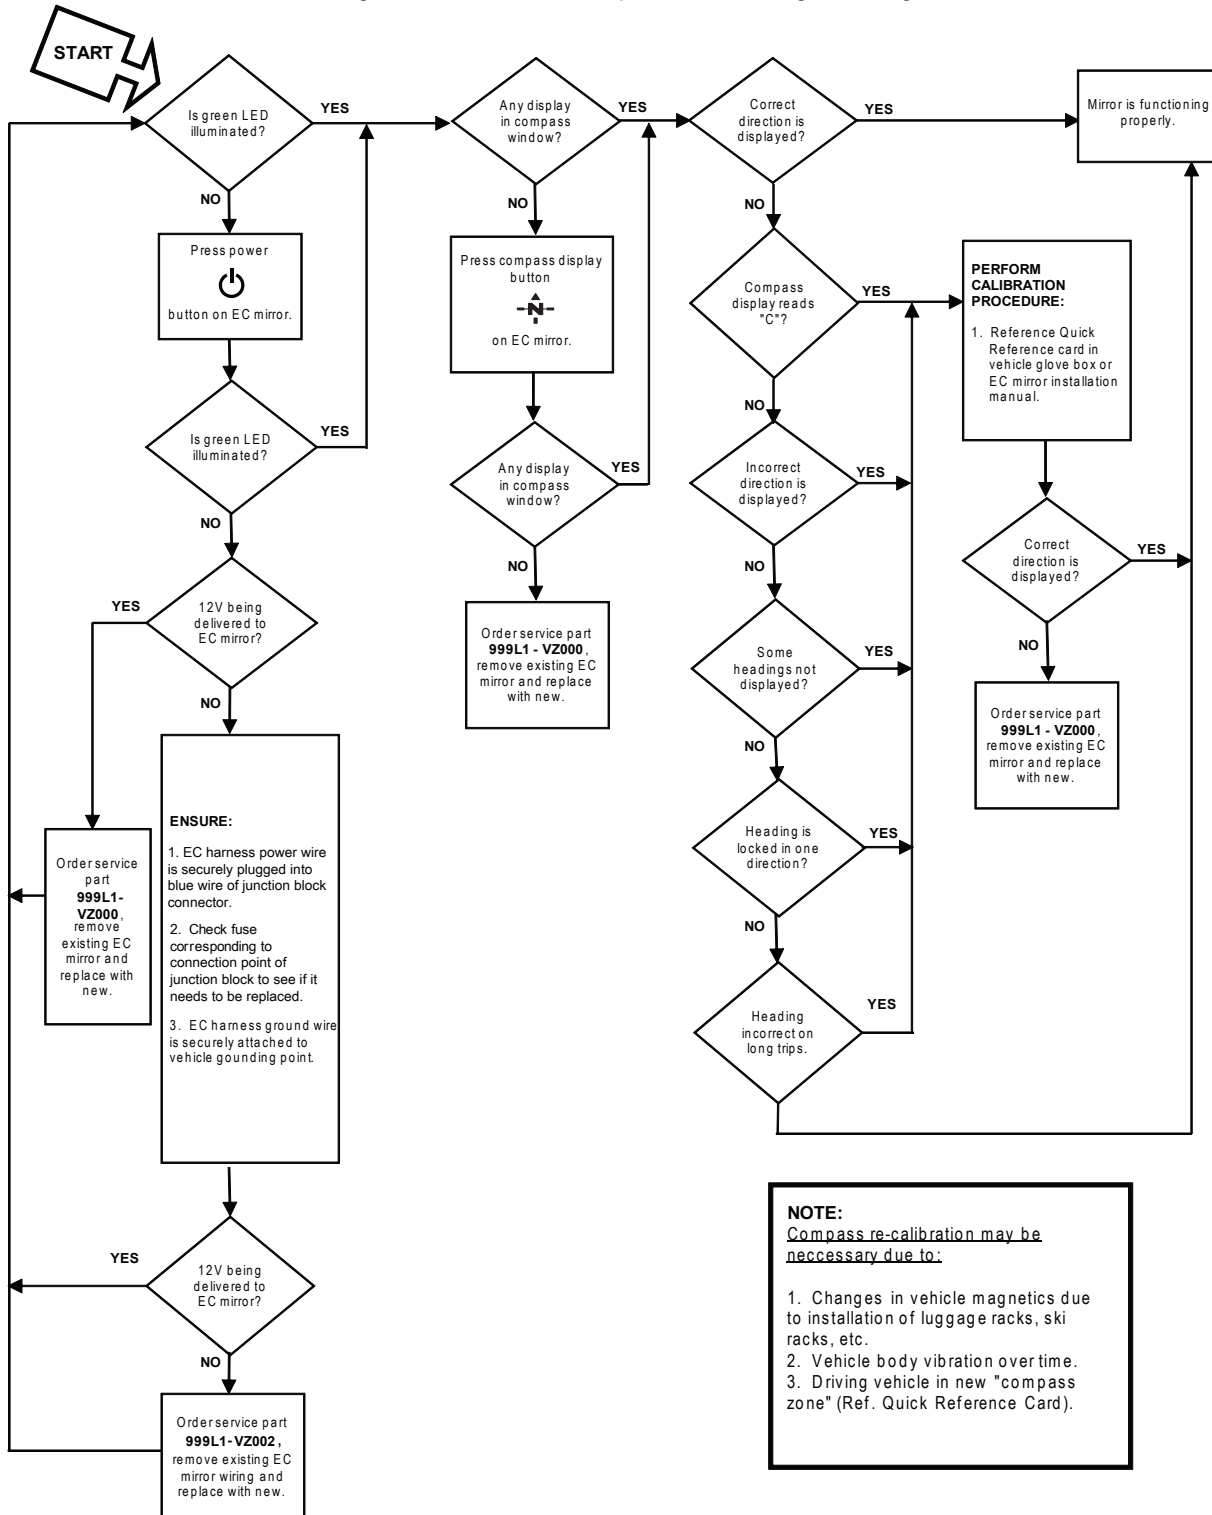 START
Is green LED
illuminated?
YES
NO
Press power
button on EC mirror.
Is green LED
illuminated?
YES
NO
12V being
delivered to
EC mirror?
YES
NO
Order service
part
999L1-
VZ000,
remove
existing EC
mirror and
replace with
new.
ENSURE:
1. EC harness power wire
is securely plugged into
blue wire of junction block
connector.
2. Check fuse
corresponding to
connection point of
junction block to see if it
needs to be replaced.
3. EC harness ground wire
is securely attached to
vehicle gounding point.
12V being
delivered to
EC mirror?
YES
NO
Order service part
999L1-VZ002,
remove existing EC
mirror wiring and
replace with new.
Any display
in compass
window?
YES
NO
Press compass display
button
N
on EC mirror.
Any display
in compass
window?
YES
NO
Order service part
999L1 - VZ000,
remove existing EC
mirror and replace
with new.
Correct
direction is
displayed?
YES
NO
Compass
display reads
"C"?
YES
NO
Incorrect
direction is
displayed?
YES
NO
Some
headings not
displayed?
YES
NO
Heading is
locked in one
direction?
YES
NO
Heading
incorrect on
long trips.
YES
Mirror is functioning
properly.
PERFORM
CALIBRATION
PROCEDURE:
1. Reference Quick
Reference card in
vehicle glove box or
EC mirror installation
manual.
Correct
direction is
displayed?
YES
NO
Order service part
999L1 - VZ000,
remove existing EC
mirror and replace
with new.
NOTE:
Compass re-calibration may be
neccessary due to:
1. Changes in vehicle magnetics due
to installation of luggage racks, ski
racks, etc.
2. Vehicle body vibration over time.
3. Driving vehicle in new "compass
zone" (Ref. Quick Reference Card).